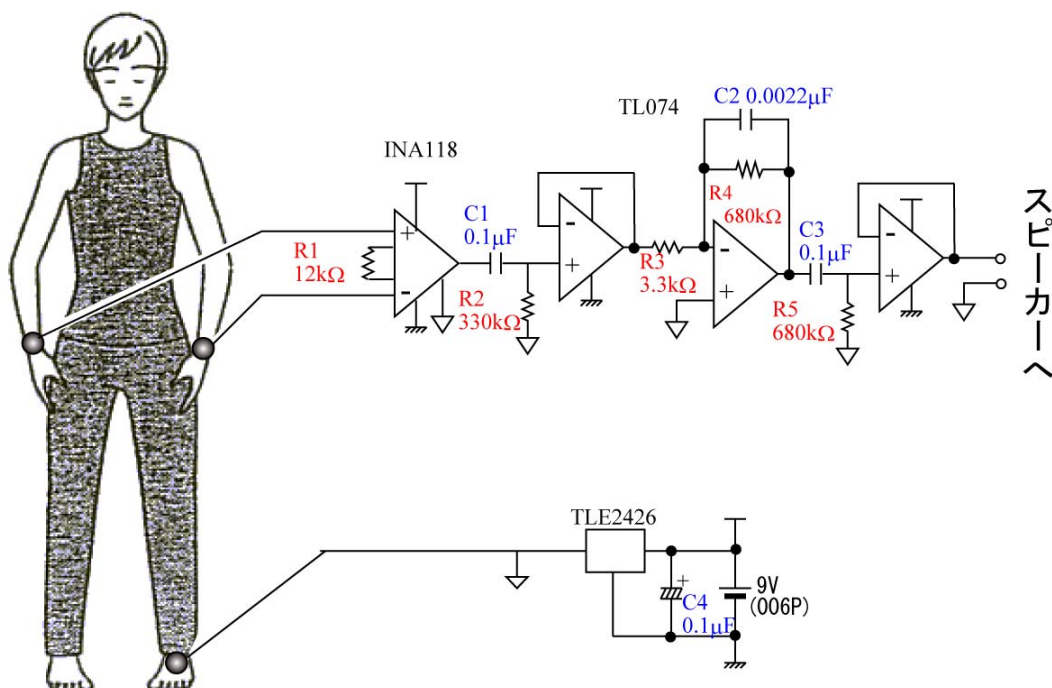 INA118
TL074
C2 0.0022μF
R4
680kΩ
C1
0.1μF
R1
12kΩ
R2
330kΩ
R3
3.3kΩ
C3
0.1μF
R5
680kΩ
スピーカーへ
TLE2426
C4
0.1μF
9V
(006P)
+
-
-
+
-
+
-
+
+